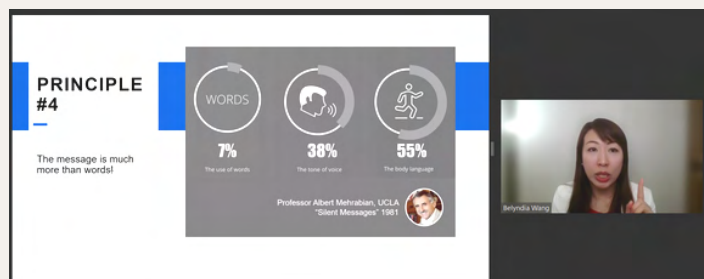 PRINCIPLE
#4
The message is much
more than words!
WORDS
7%
38%
55%
The use of words
The tone of voice
The body language
Professor Albert Mehrabian, UCLA
"Silent Messages" 1981
Belyndia Wang